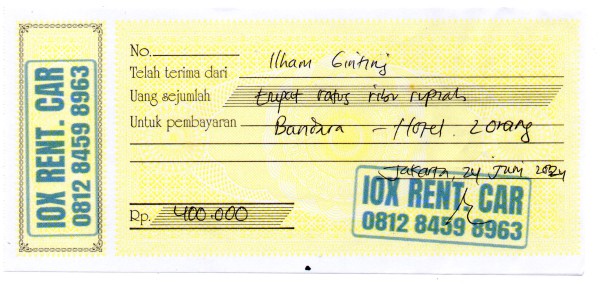 IOX RENT. CAR
0812 8459 8963
No.
Telah terima dari Ilham Ginting
Uang sejumlah Empat ratus ribu rupiah
Untuk pembayaran Bandara - Hotel. 2 orang
Jakarta, 24 Juni 2024
Rp. 400.000
IOX RENT. CAR
0812 8459 8963